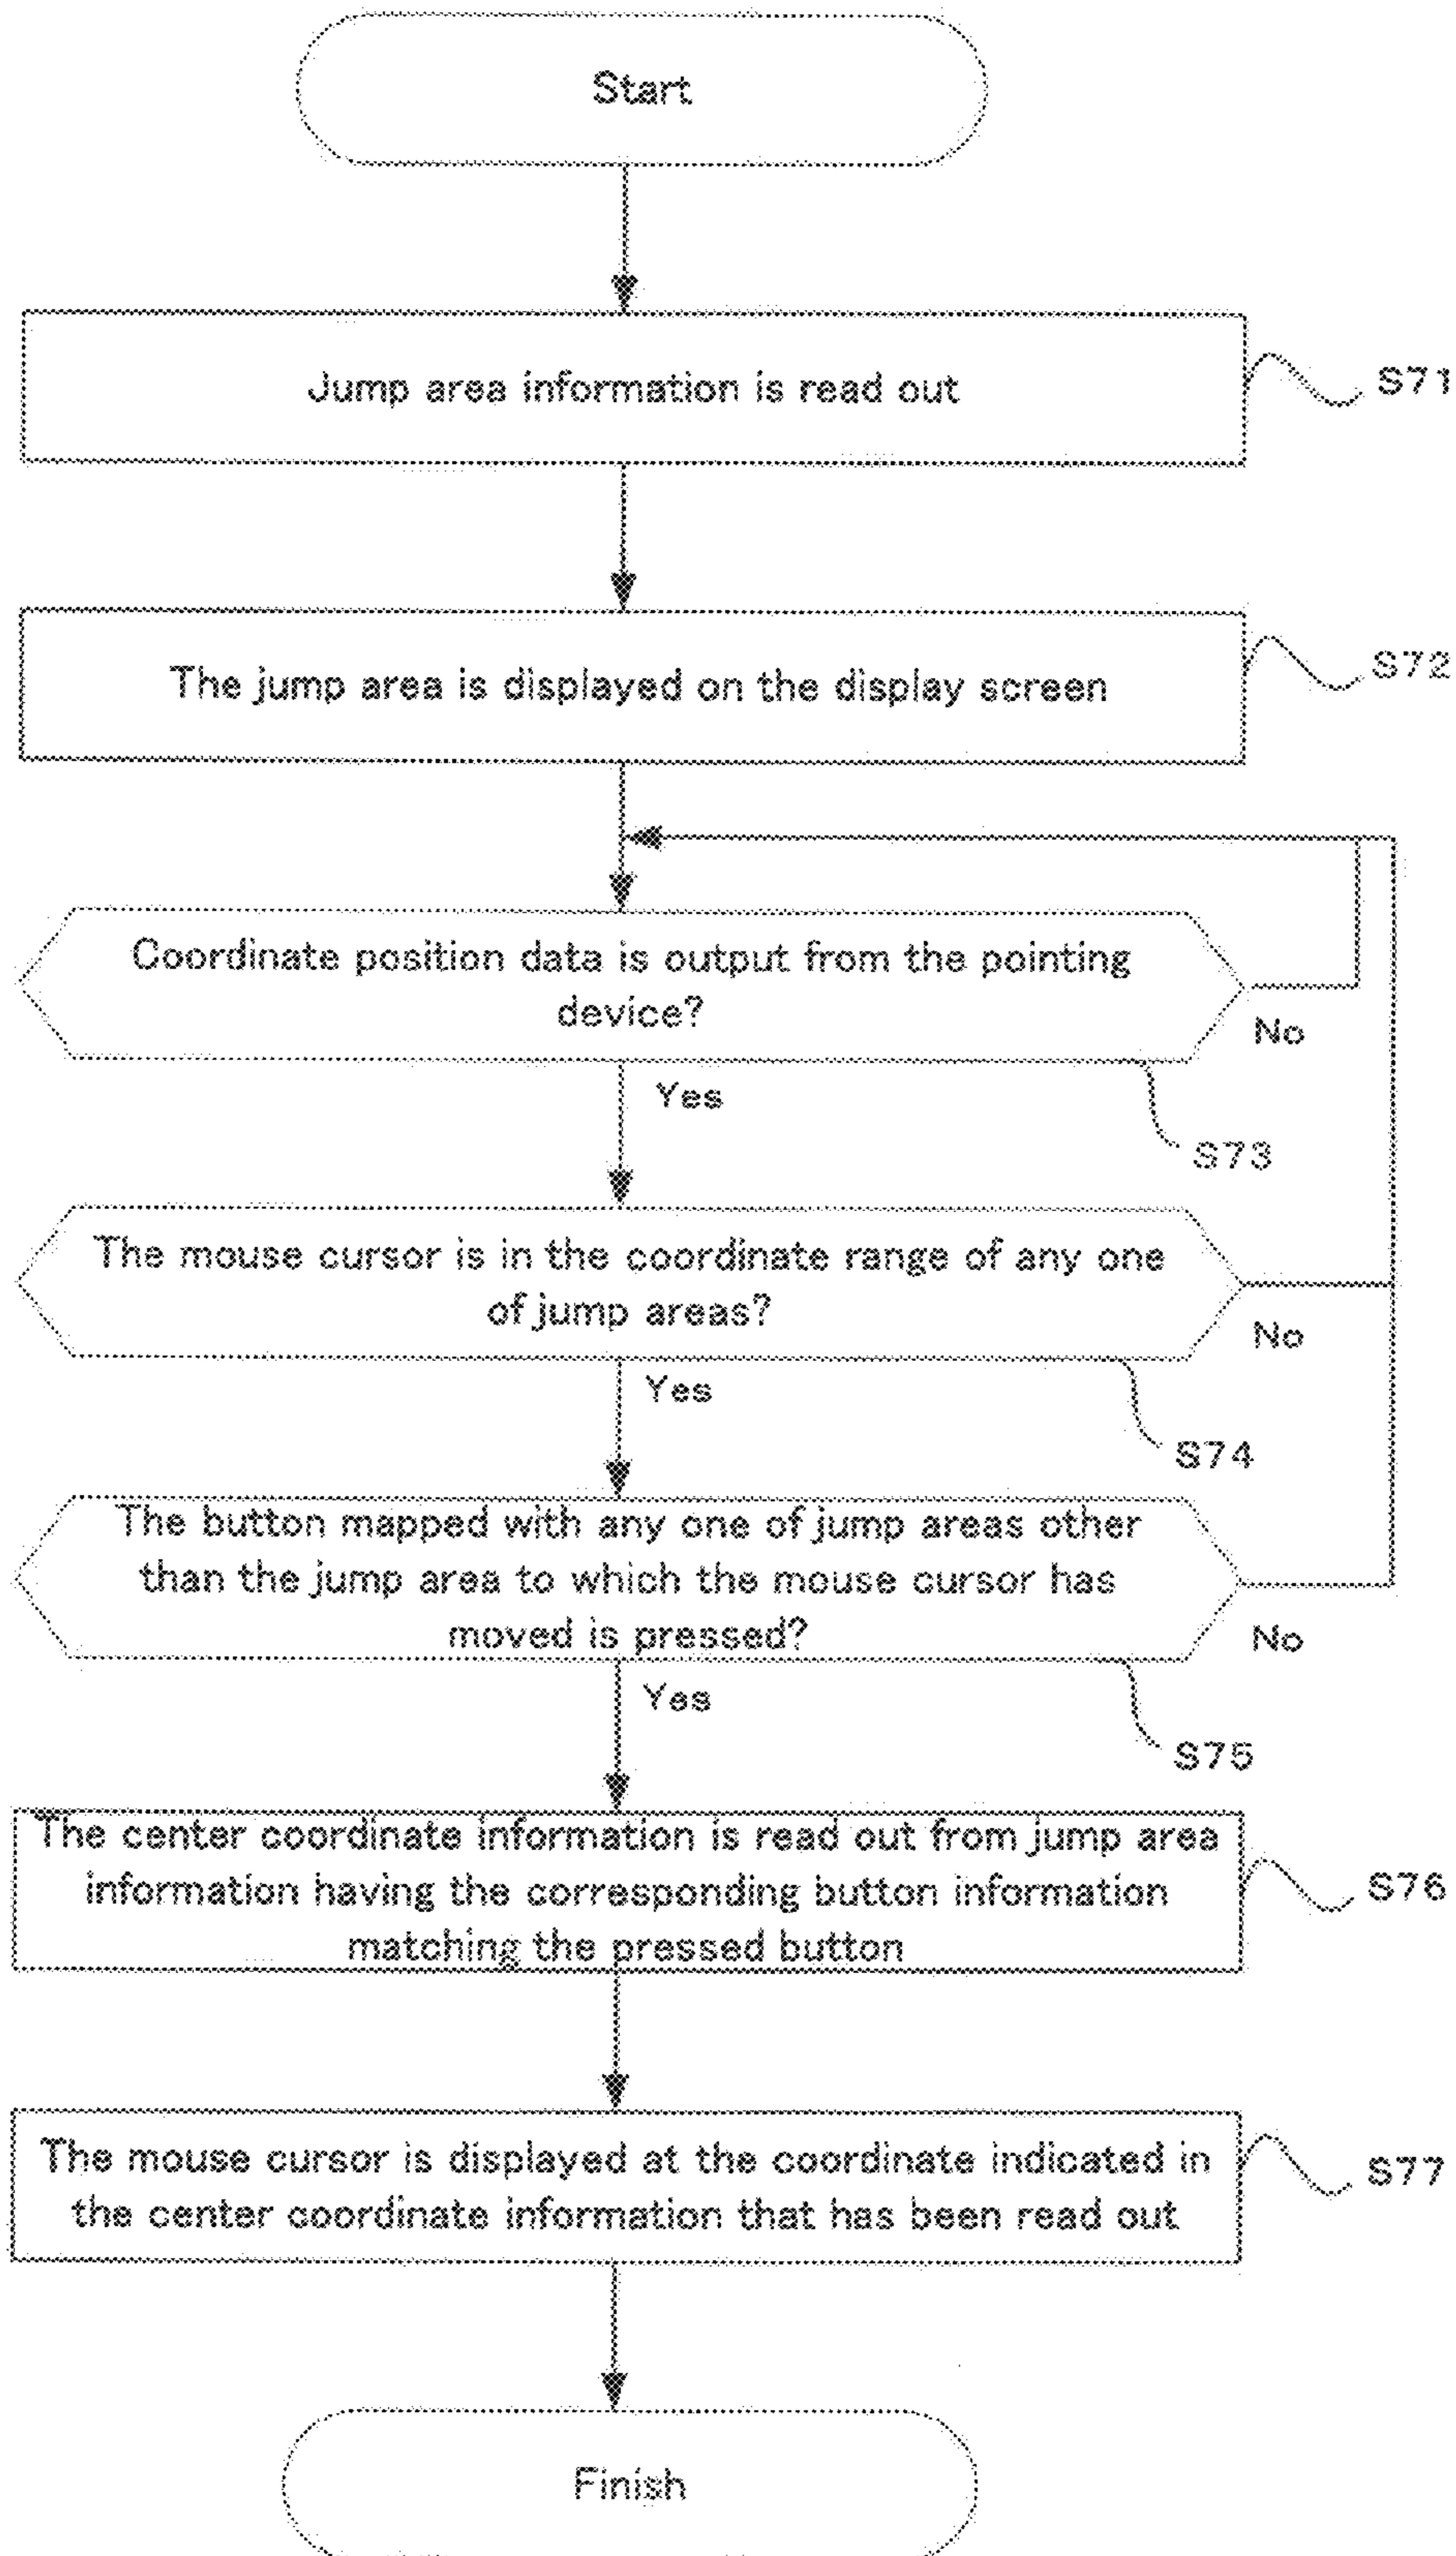 Start
Jump area information is read out
S71
The jump area is displayed on the display screen
S72
Coordinate position data is output from the pointing
device?
No
Yes
S73
The mouse cursor is in the coordinate range of any one
of jump areas?
No
Yes
S74
The button mapped with any one of jump areas other
than the jump area to which the mouse cursor has
moved is pressed?
No
Yes
S75
The center coordinate information is read out from jump area
information having the corresponding button information
matching the pressed button
S76
The mouse cursor is displayed at the coordinate indicated in
the center coordinate information that has been read out
S77
Finish